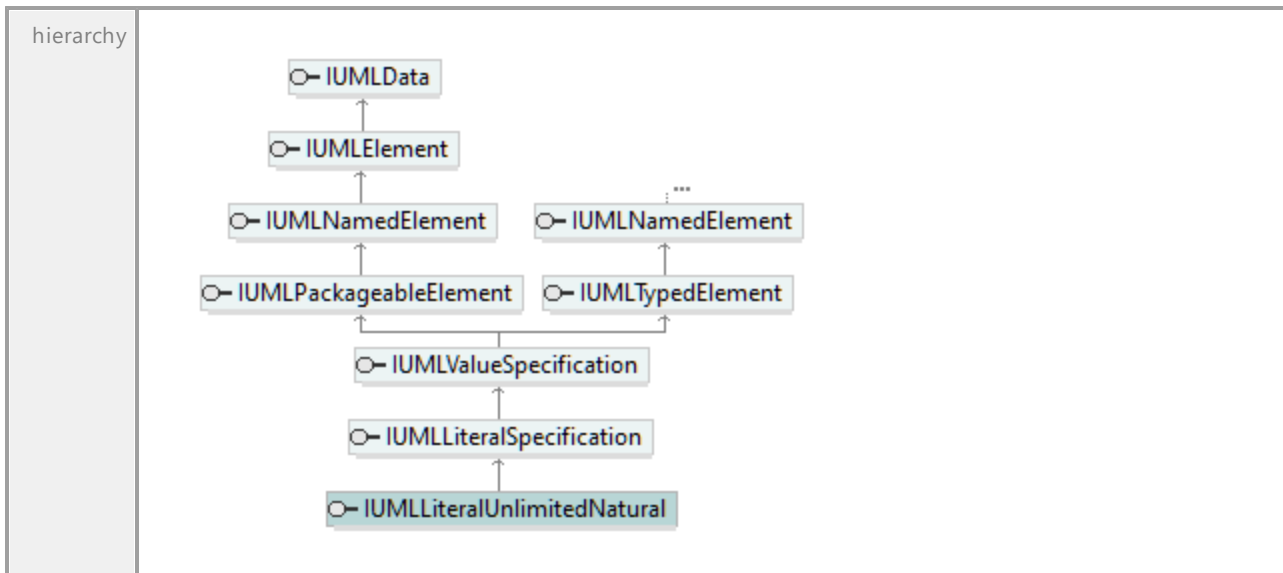 hierarchy
IUMLData
IUMLElement
...
IUMLNamedElement IUMLNamedElement
IUMLPackageableElement IUMLTypedElement
IUMLValueSpecification
IUMLLiteralSpecification
IUMLLiteralUnlimitedNatural